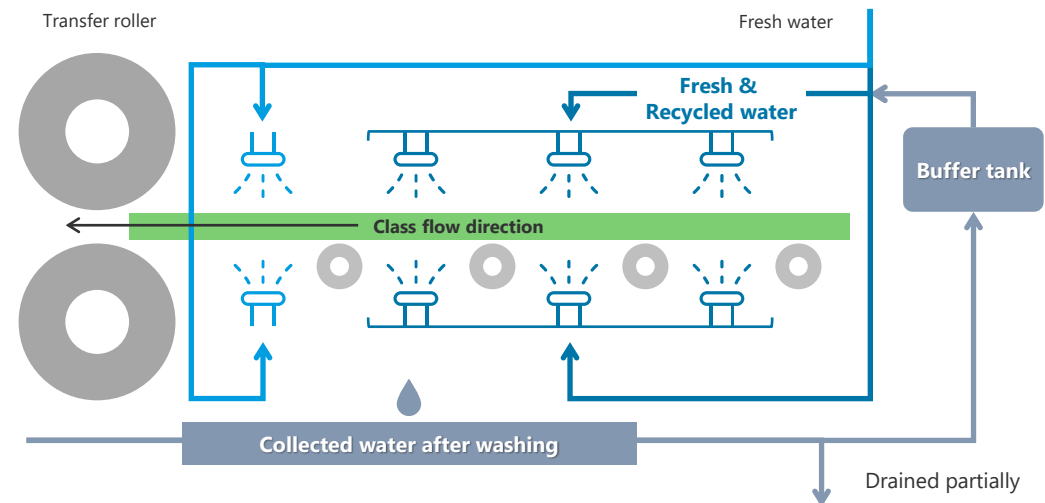 Transfer roller
Fresh water
Fresh &
Recycled water
Buffer tank
Class flow direction
Collected water after washing
Drained partially